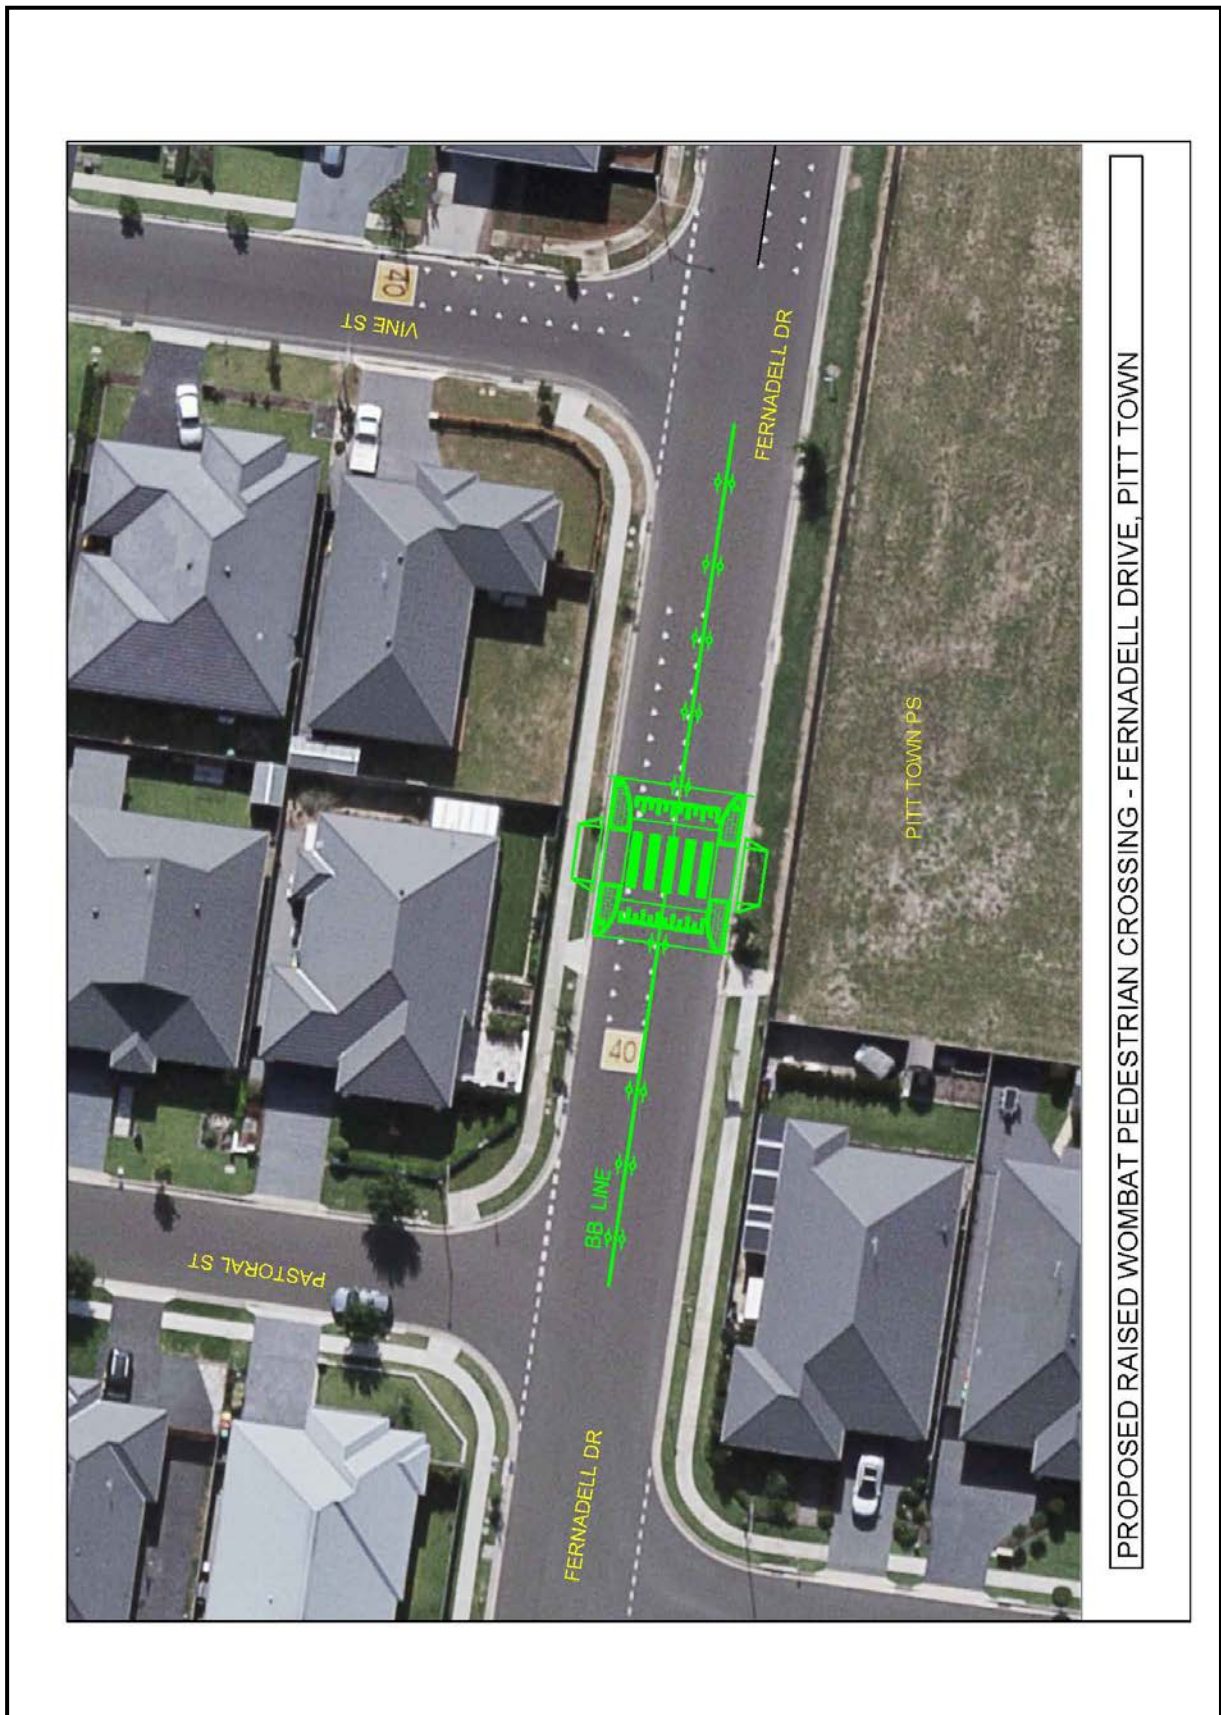 PASTORAL ST
VINE ST
40
FERNADELL DR
BB LINE
40
FERNADELL DR
PITT TOWN PS
PROPOSED RAISED WOMBAT PEDESTRIAN CROSSING - FERNADELL DRIVE, PITT TOWN